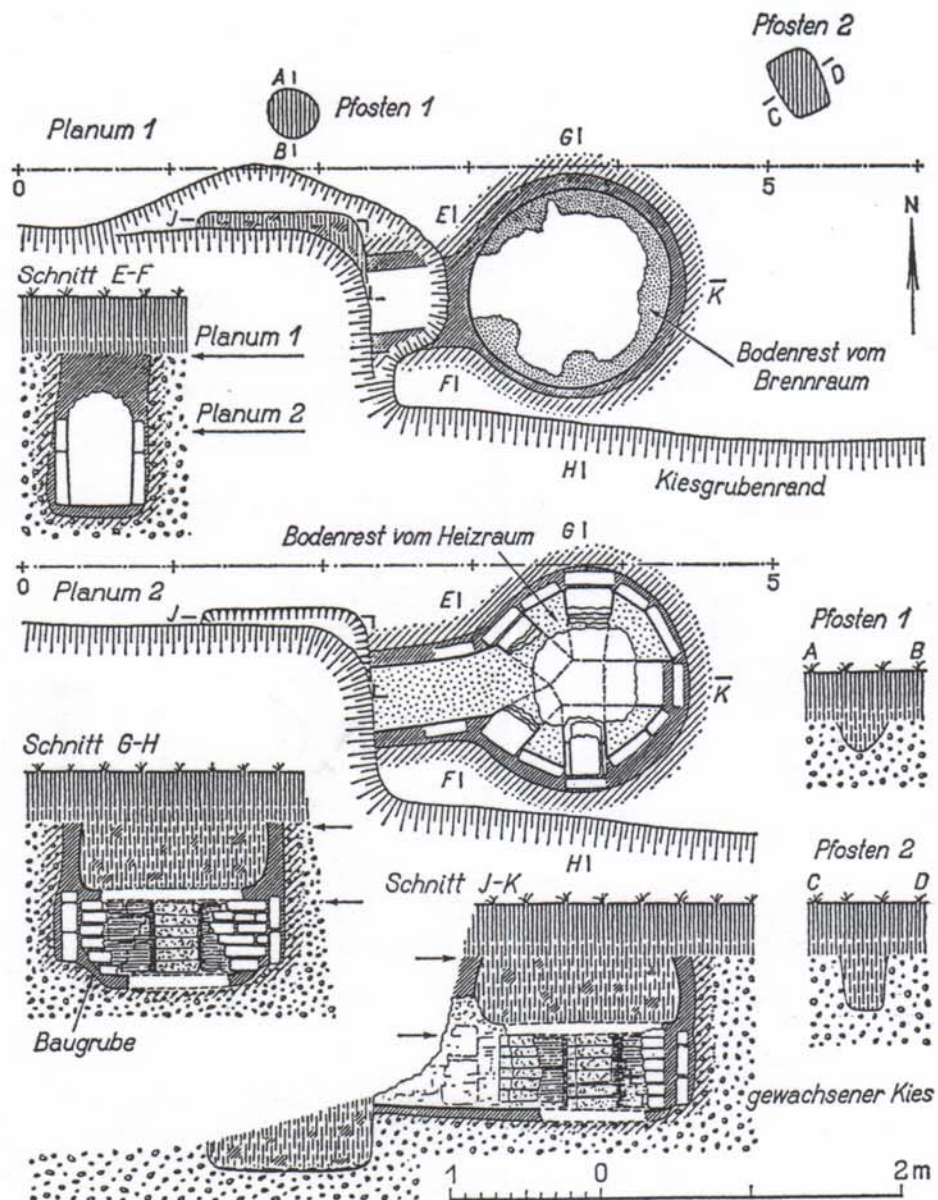 Pfosten 2
D
C
A
Pfosten 1
B
Planum 1
G
0
5
E
J
N
K
Schnitt E-F
Planum 1
Bodenrest vom
Brennraum
F
Planum 2
H
Kiesgrubenrand
Bodenrest vom Heizraum
G
0
5
Planum 2
E
J
Pfosten 1
A B
K
Schnitt G-H
F
H
Pfosten 2
Schnitt J-K
C D
Baugrube
gewachsener Kies
1 0 2m